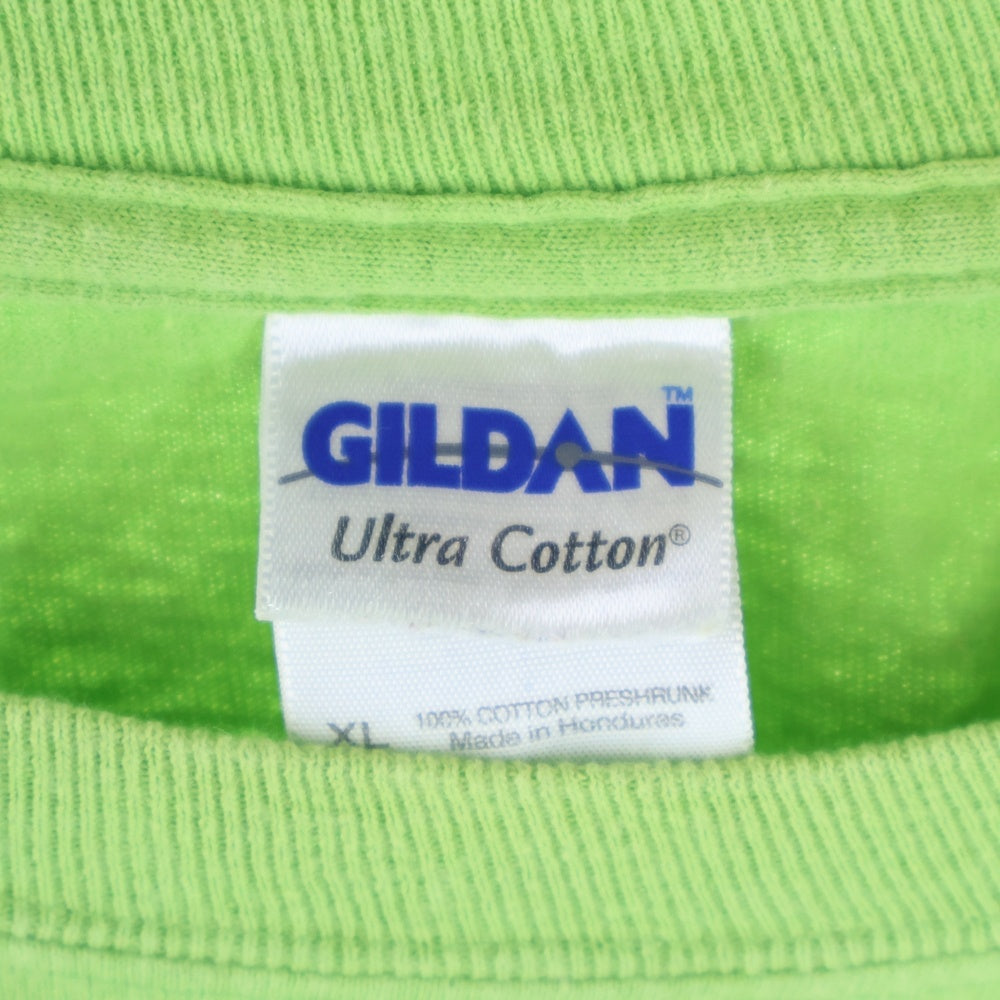 GILDAN™
Ultra Cotton®
100% COTTON PRESHRUNK
XL Made in Honduras